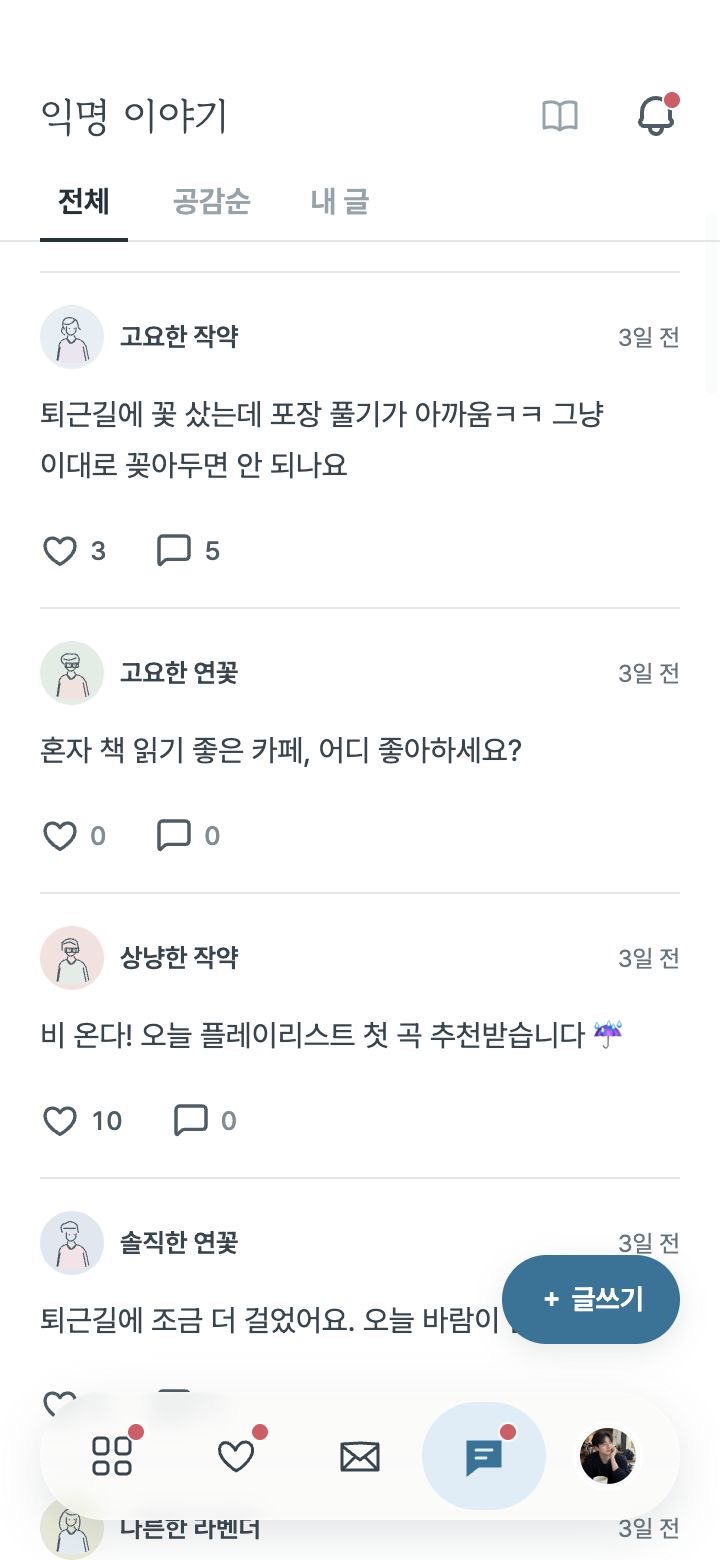 익명 이야기
전체 공감순 내 글
고요한 작약 3일 전
퇴근길에 꽃 샀는데 포장 풀기가 아까움ㅋㅋ 그냥
이대로 꽂아두면 안 되나요
3 5
고요한 연꽃 3일 전
혼자 책 읽기 좋은 카페, 어디 좋아하세요?
0 0
상냥한 작약 3일 전
비 온다! 오늘 플레이리스트 첫 곡 추천받습니다 ☔
10 0
솔직한 연꽃 3일 전
+ 글쓰기
퇴근길에 조금 더 걸었어요. 오늘 바람이
나른한 라벤더 3일 전